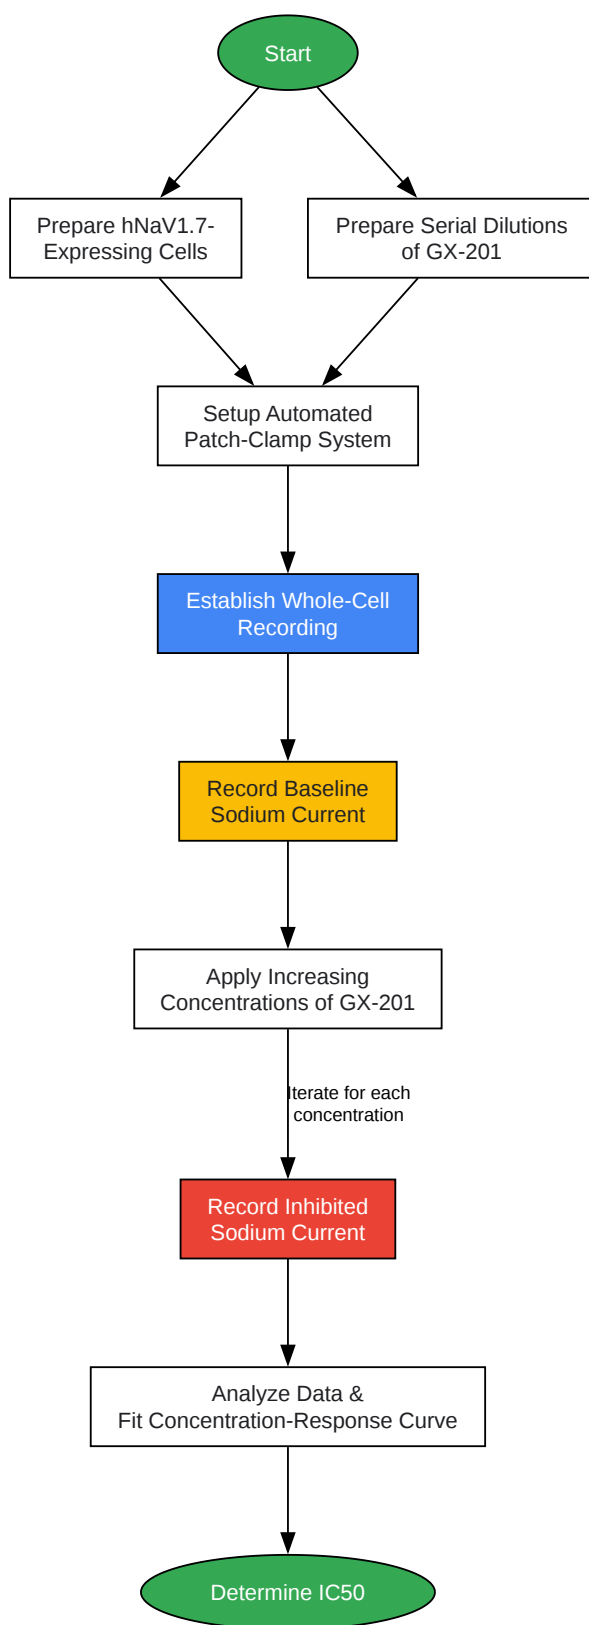 Start
Prepare hNaV1.7-
Expressing Cells
Prepare Serial Dilutions
of GX-201
Setup Automated
Patch-Clamp System
Establish Whole-Cell
Recording
Record Baseline
Sodium Current
Apply Increasing
Concentrations of GX-201
Iterate for each
concentration
Record Inhibited
Sodium Current
Analyze Data &
Fit Concentration-Response Curve
Determine IC50